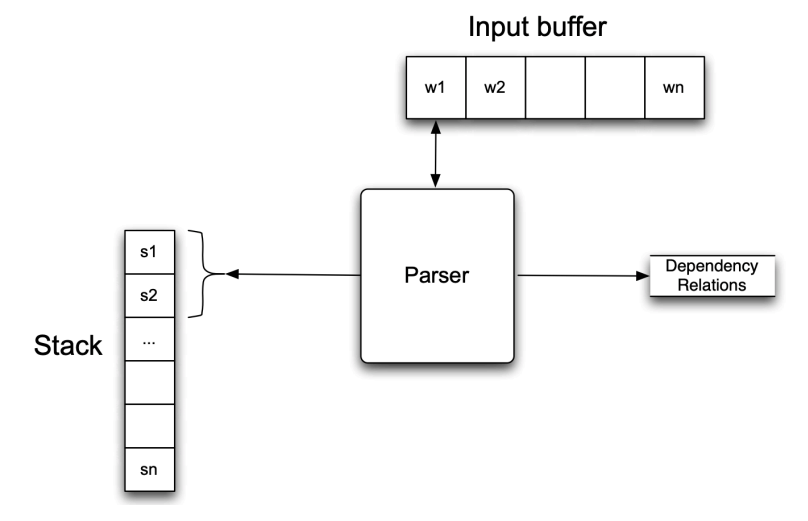 Input buffer
w1 w2 wn
Parser
Dependency
Relations
Stack
s1
s2
...
sn